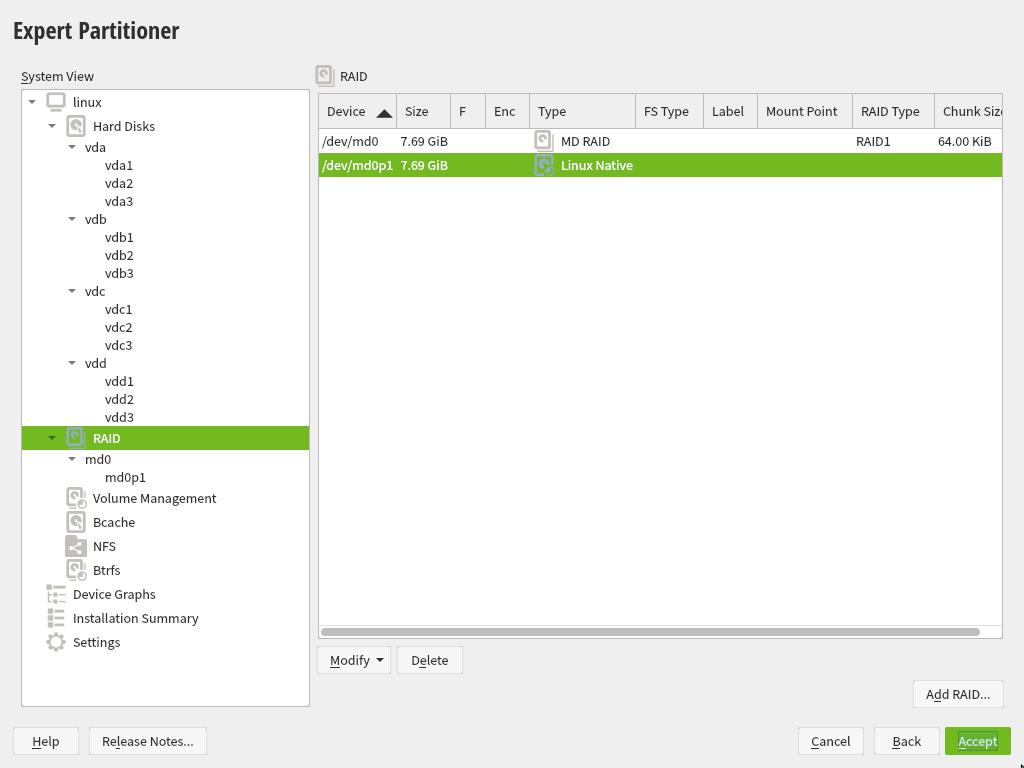 Expert Partitioner
System View
linux
Hard Disks
vda
vda1
vda2
vda3
vdb
vdb1
vdb2
vdb3
vdc
vdc1
vdc2
vdc3
vdd
vdd1
vdd2
vdd3
RAID
md0
md0p1
Volume Management
Bcache
NFS
Btrfs
Device Graphs
Installation Summary
Settings
RAID
Device Size F Enc Type FS Type Label Mount Point RAID Type Chunk Size
/dev/md0 7.69 GiB MD RAID RAID1 64.00 KiB
/dev/md0p1 7.69 GiB Linux Native
Modify Delete
Add RAID...
Help Release Notes... Cancel Back Accept